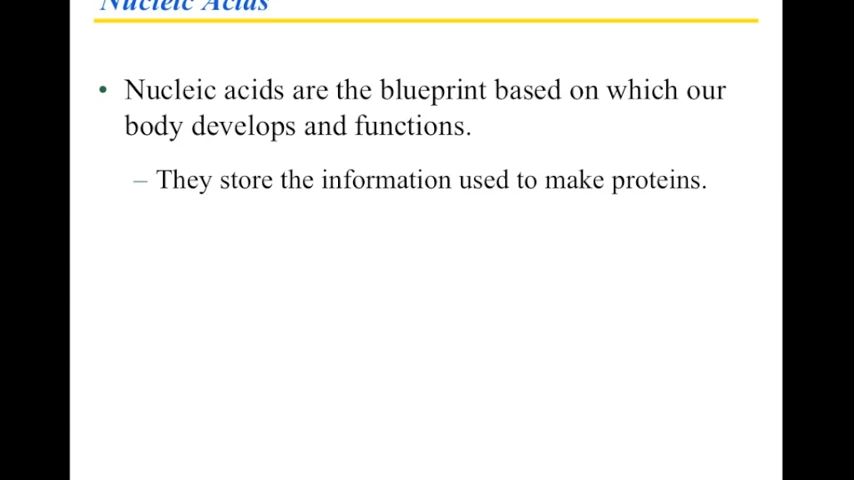 Nucleic Acids
• Nucleic acids are the blueprint based on which our
body develops and functions.
– They store the information used to make proteins.